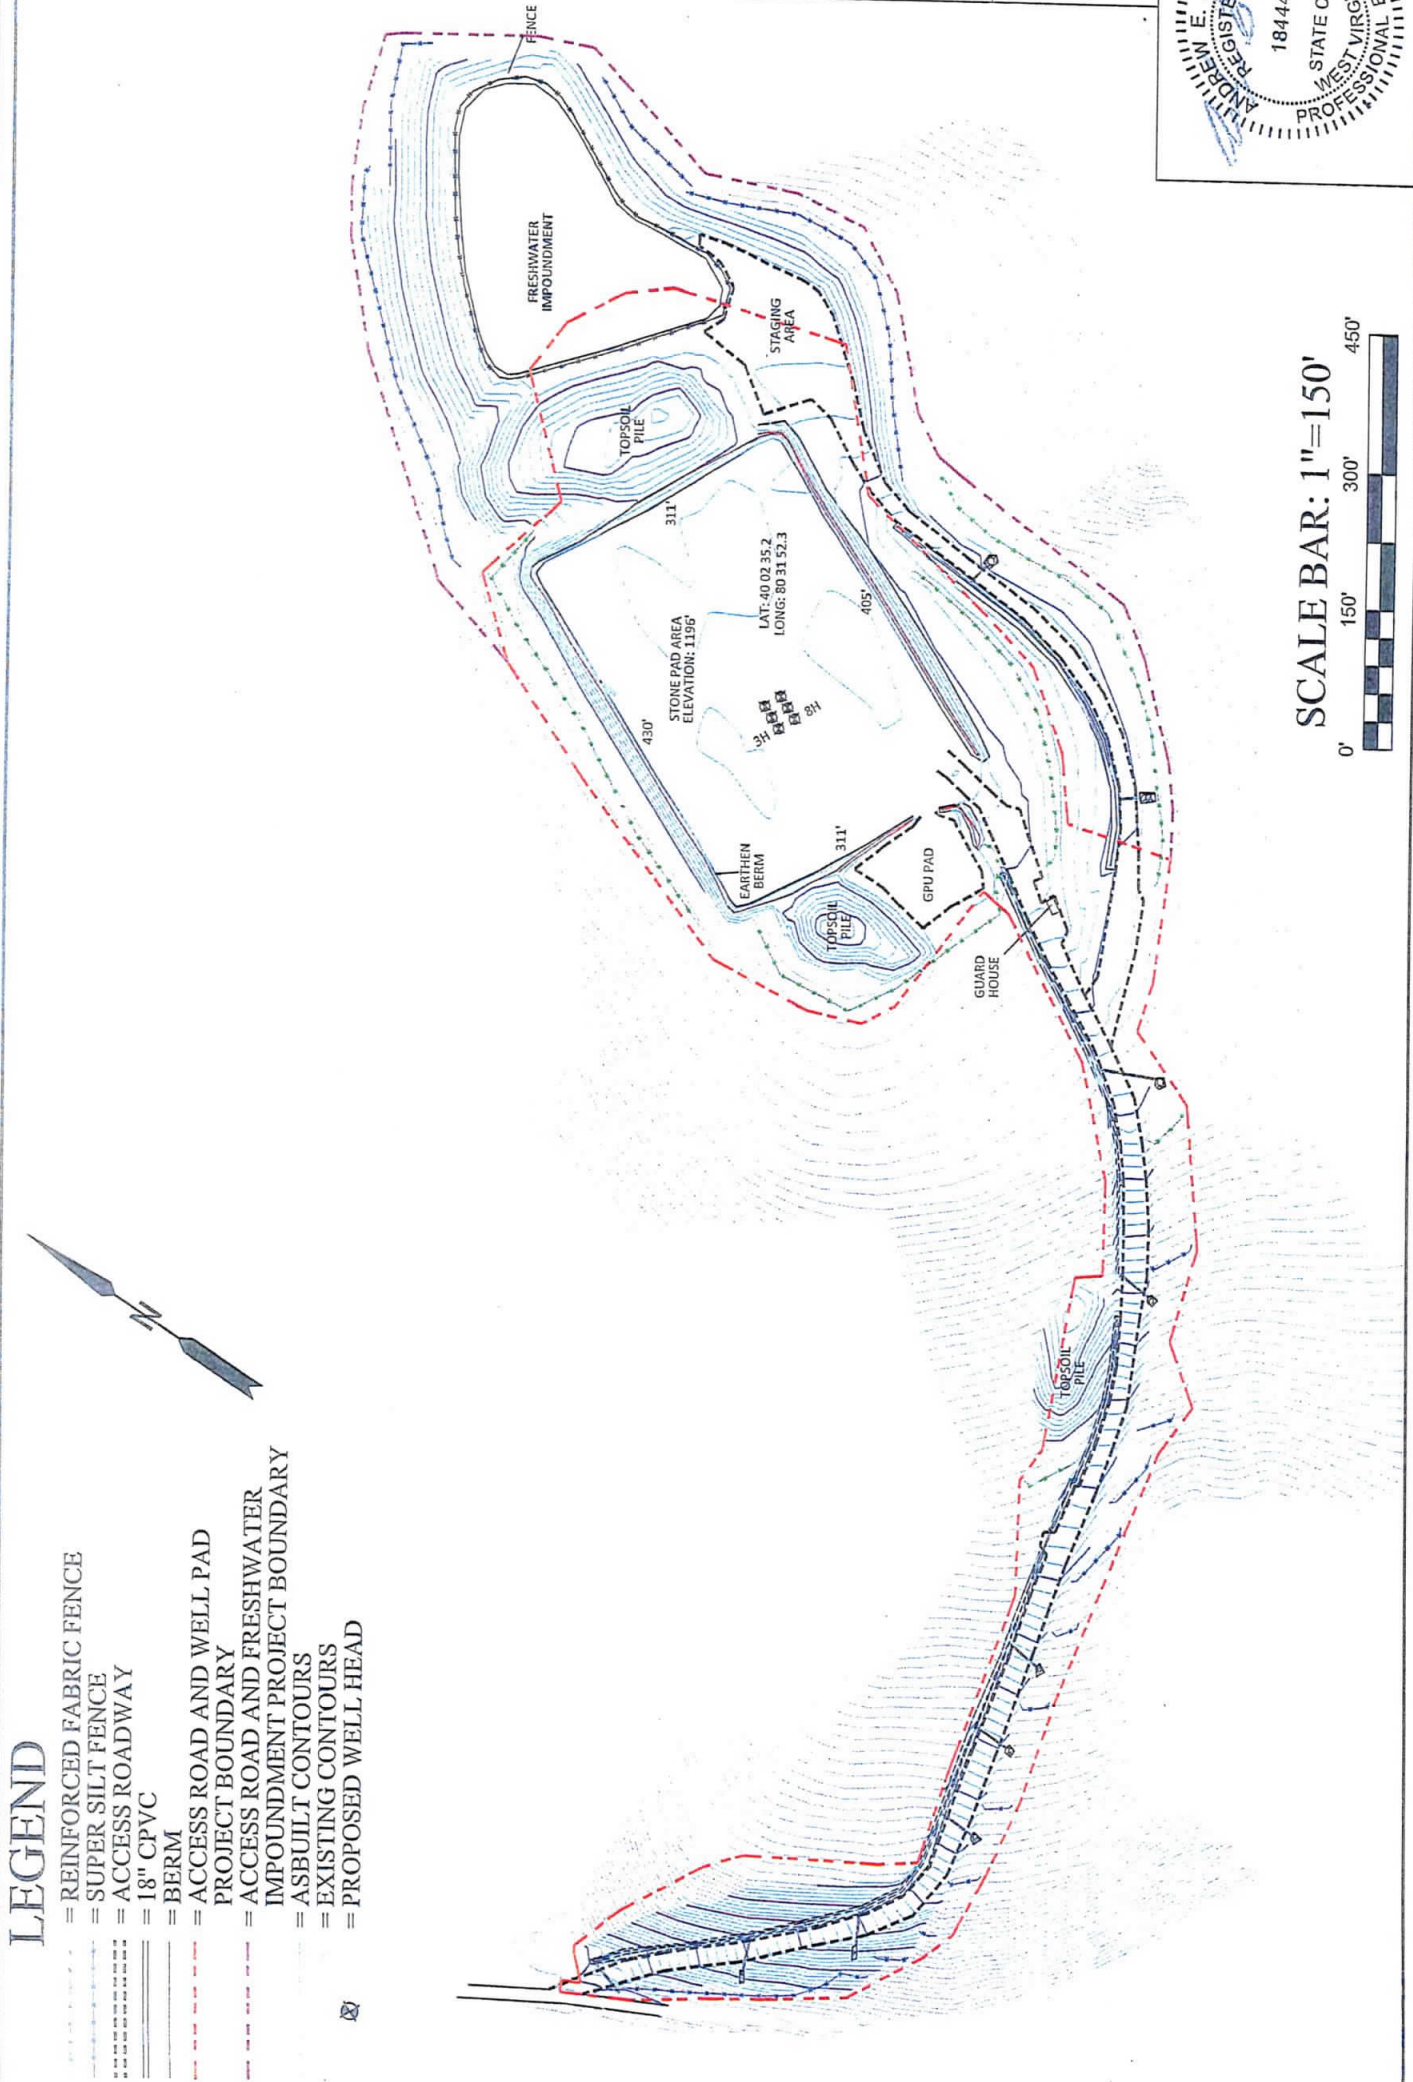 LEGEND
= REINFORCED FABRIC FENCE
= SUPER SILT FENCE
= ACCESS ROADWAY
= 18" CPVC
= BERM
= ACCESS ROAD AND WELL PAD
PROJECT BOUNDARY
= ACCESS ROAD AND FRESHWATER
IMPOUNDMENT PROJECT BOUNDARY
= ASBUILT CONTOURS
= EXISTING CONTOURS
= PROPOSED WELL HEAD
N
FENCE
FRESHWATER
IMPOUNDMENT
STAGING
AREA
TOPSOIL
PILE
311'
430'
STONE PAD AREA
ELEVATION: 1196'
LAT: 40 02 35.2
LONG: 80 31 52.3
405'
3H
8H
EARTHEN
BERM
311'
GPU PAD
TOPSOIL
PILE
GUARD
HOUSE
TOPSOIL
PILE
SCALE BAR: 1"=150'
0'
150'
300'
450'
ANDREW E.
18444
STATE
WEST
PROFESSIONAL